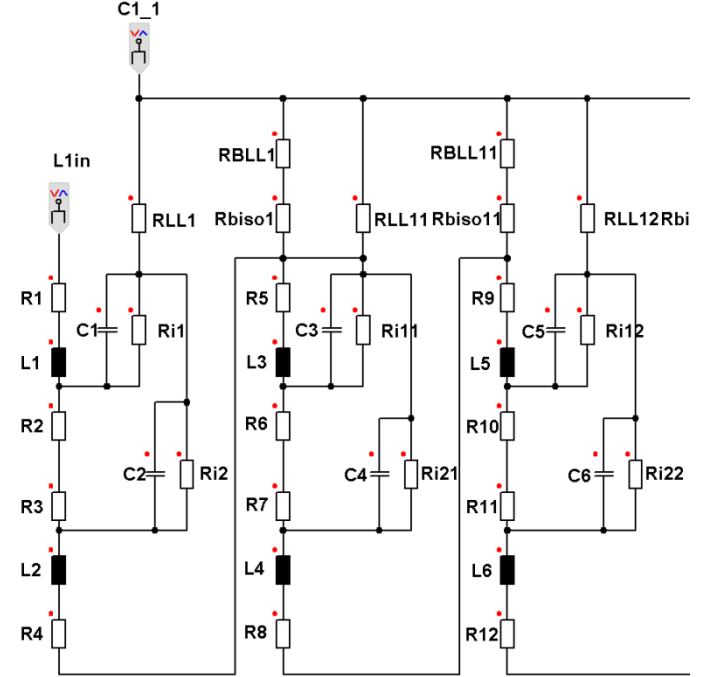 C1_1
RBLL1
RBLL11
L1in
RLL1
Rbiso1
RLL11
Rbiso11
RLL12
Rbi
R1
C1
Ri1
R5
C3
Ri11
R9
C5
Ri12
L1
L3
L5
R2
R6
R10
C2
Ri2
C4
Ri21
C6
Ri22
R3
R7
R11
L2
L4
L6
R4
R8
R12